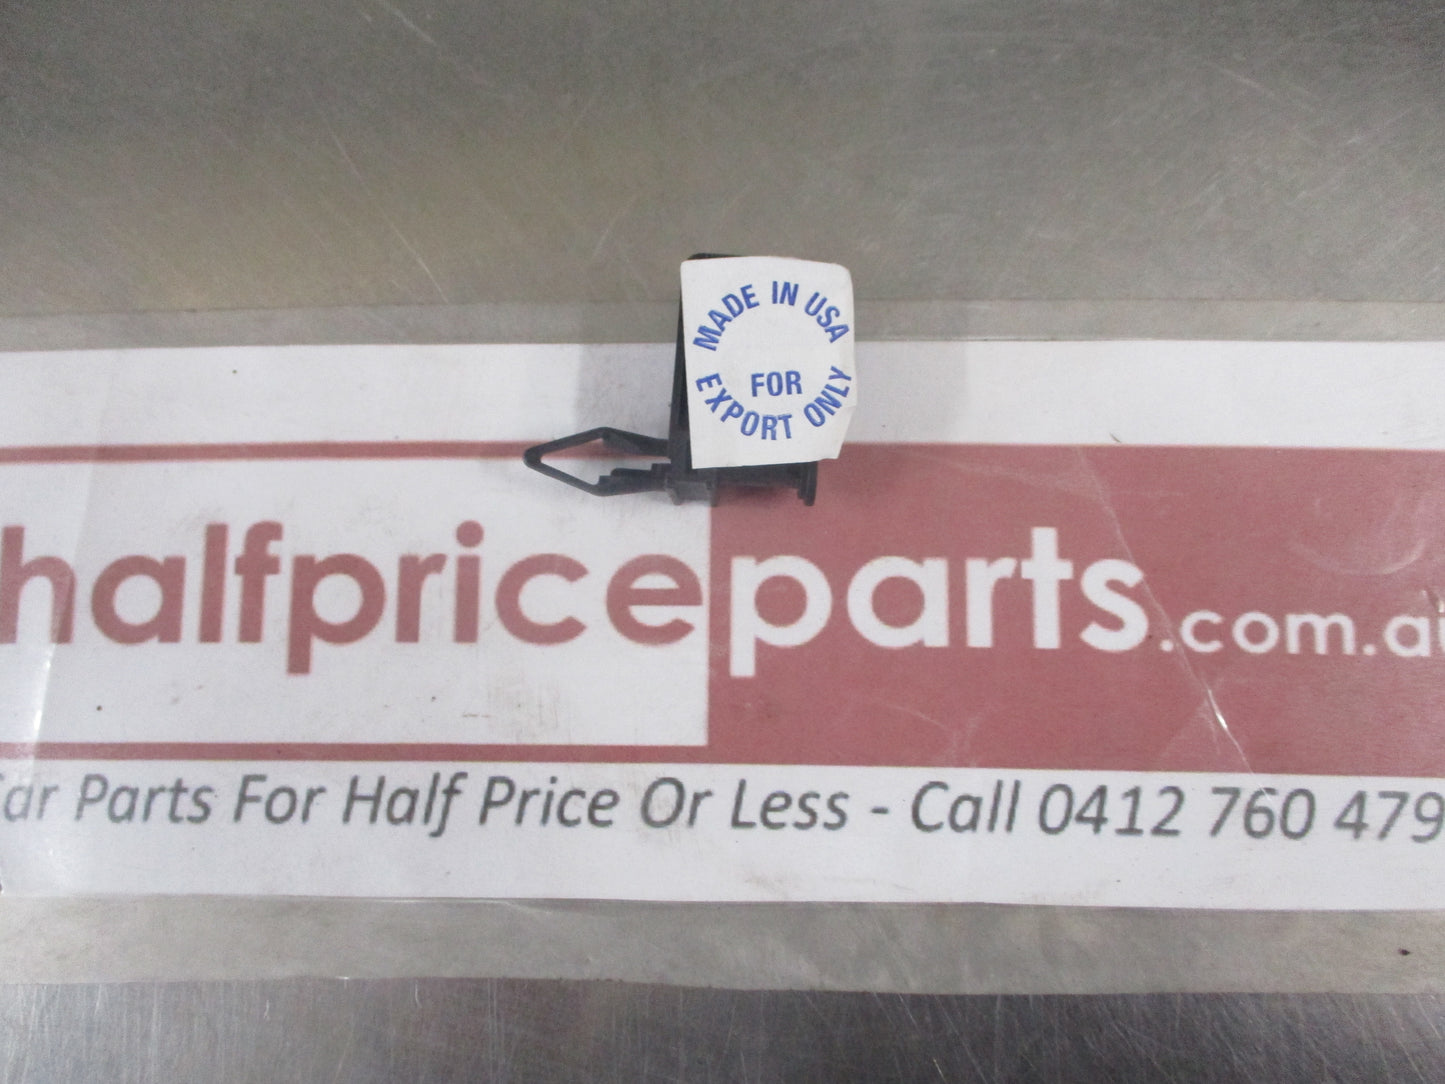 MADE IN USA
FOR
EXPORT ONLY
halfpriceparts.com.au
Car Parts For Half Price Or Less - Call 0412 760 479